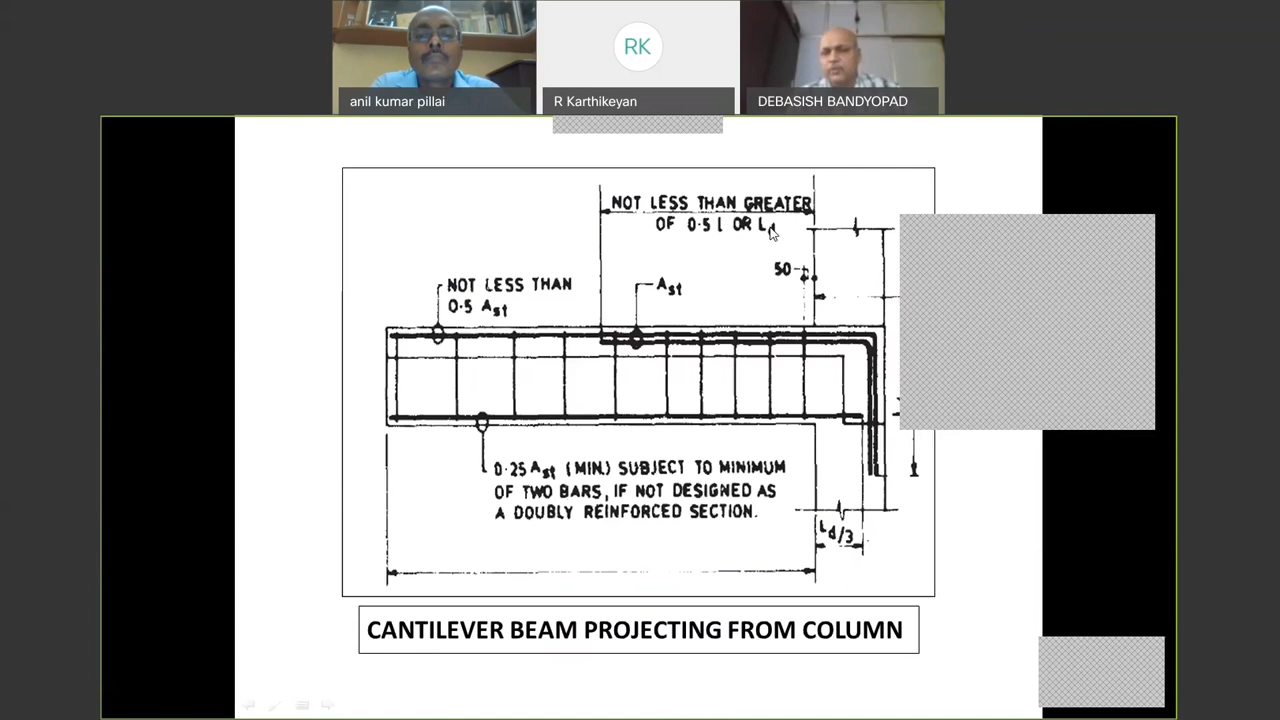 RK
anil kumar pillai
R Karthikeyan
DEBASISH BANDYOPAD
NOT LESS THAN GREATER
OF 0.5 l OR Ld
50
NOT LESS THAN
0.5 Ast
Ast
0.25 Ast (MIN.) SUBJECT TO MINIMUM
OF TWO BARS, IF NOT DESIGNED AS
A DOUBLY REINFORCED SECTION.
Ld/3
CANTILEVER BEAM PROJECTING FROM COLUMN